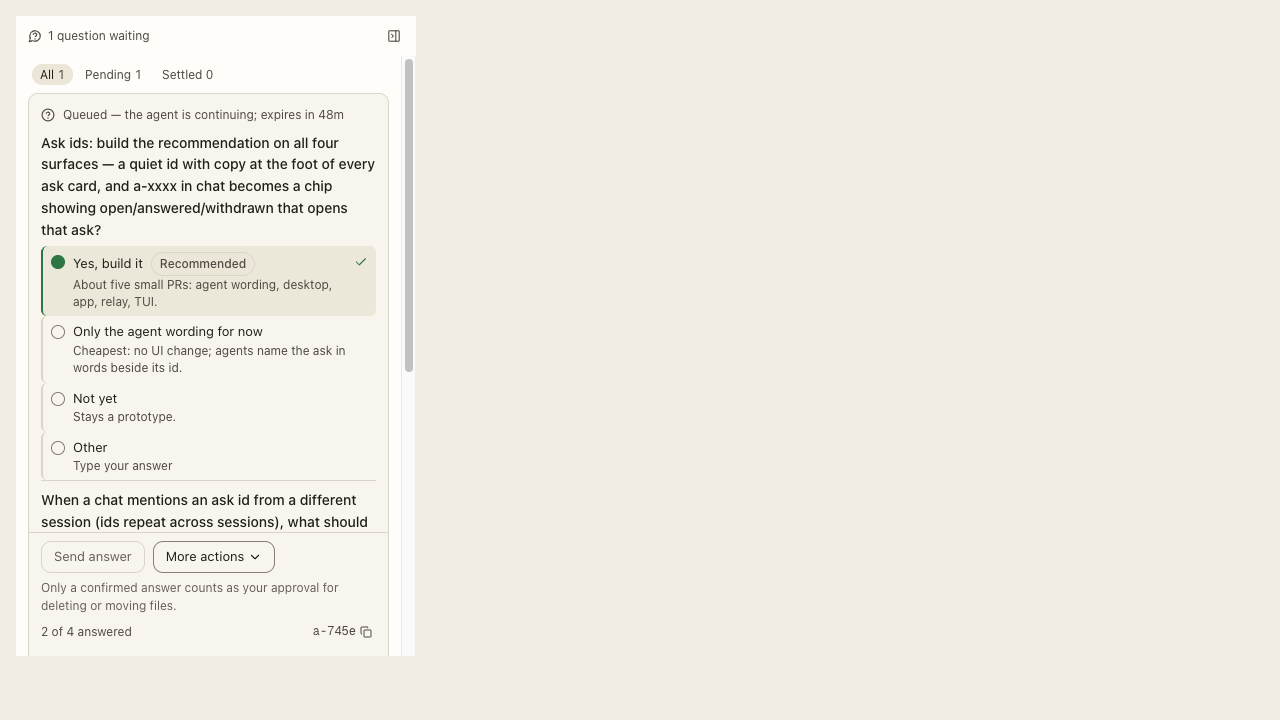 1 question waiting
All 1 Pending 1 Settled 0
Queued — the agent is continuing; expires in 48m
Ask ids: build the recommendation on all four
surfaces — a quiet id with copy at the foot of every
ask card, and a-xxxx in chat becomes a chip
showing open/answered/withdrawn that opens
that ask?
Yes, build it Recommended
About five small PRs: agent wording, desktop,
app, relay, TUI.
Only the agent wording for now
Cheapest: no UI change; agents name the ask in
words beside its id.
Not yet
Stays a prototype.
Other
Type your answer
When a chat mentions an ask id from a different
session (ids repeat across sessions), what should
Send answer More actions
Only a confirmed answer counts as your approval for
deleting or moving files.
2 of 4 answered a-745e